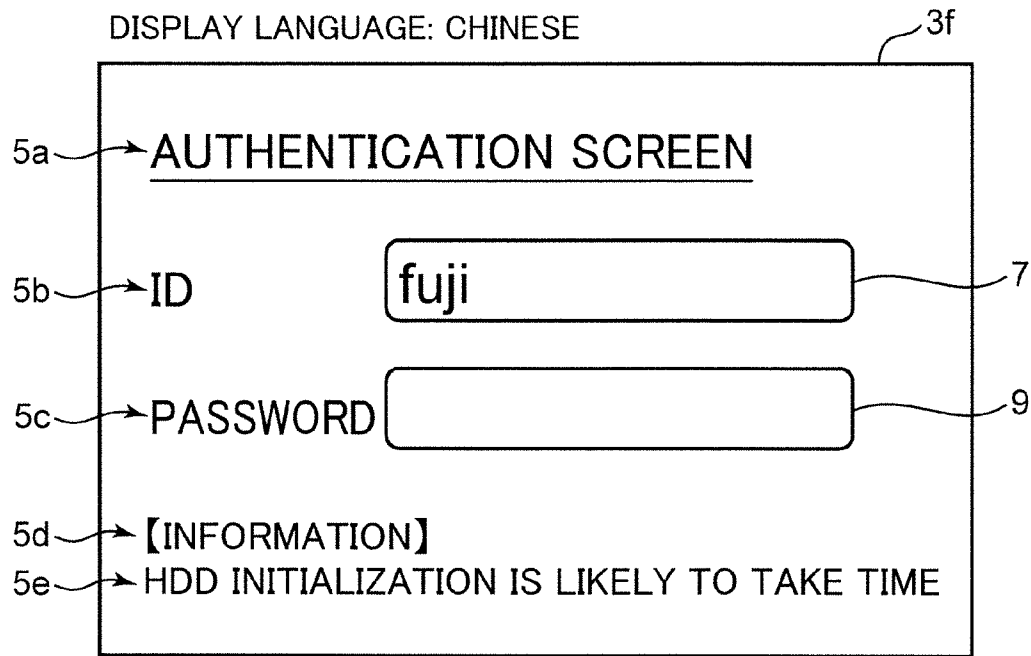 DISPLAY LANGUAGE: CHINESE
3f
5a AUTHENTICATION SCREEN
5b ID fuji 7
5c PASSWORD 9
5d 【INFORMATION】
5e HDD INITIALIZATION IS LIKELY TO TAKE TIME